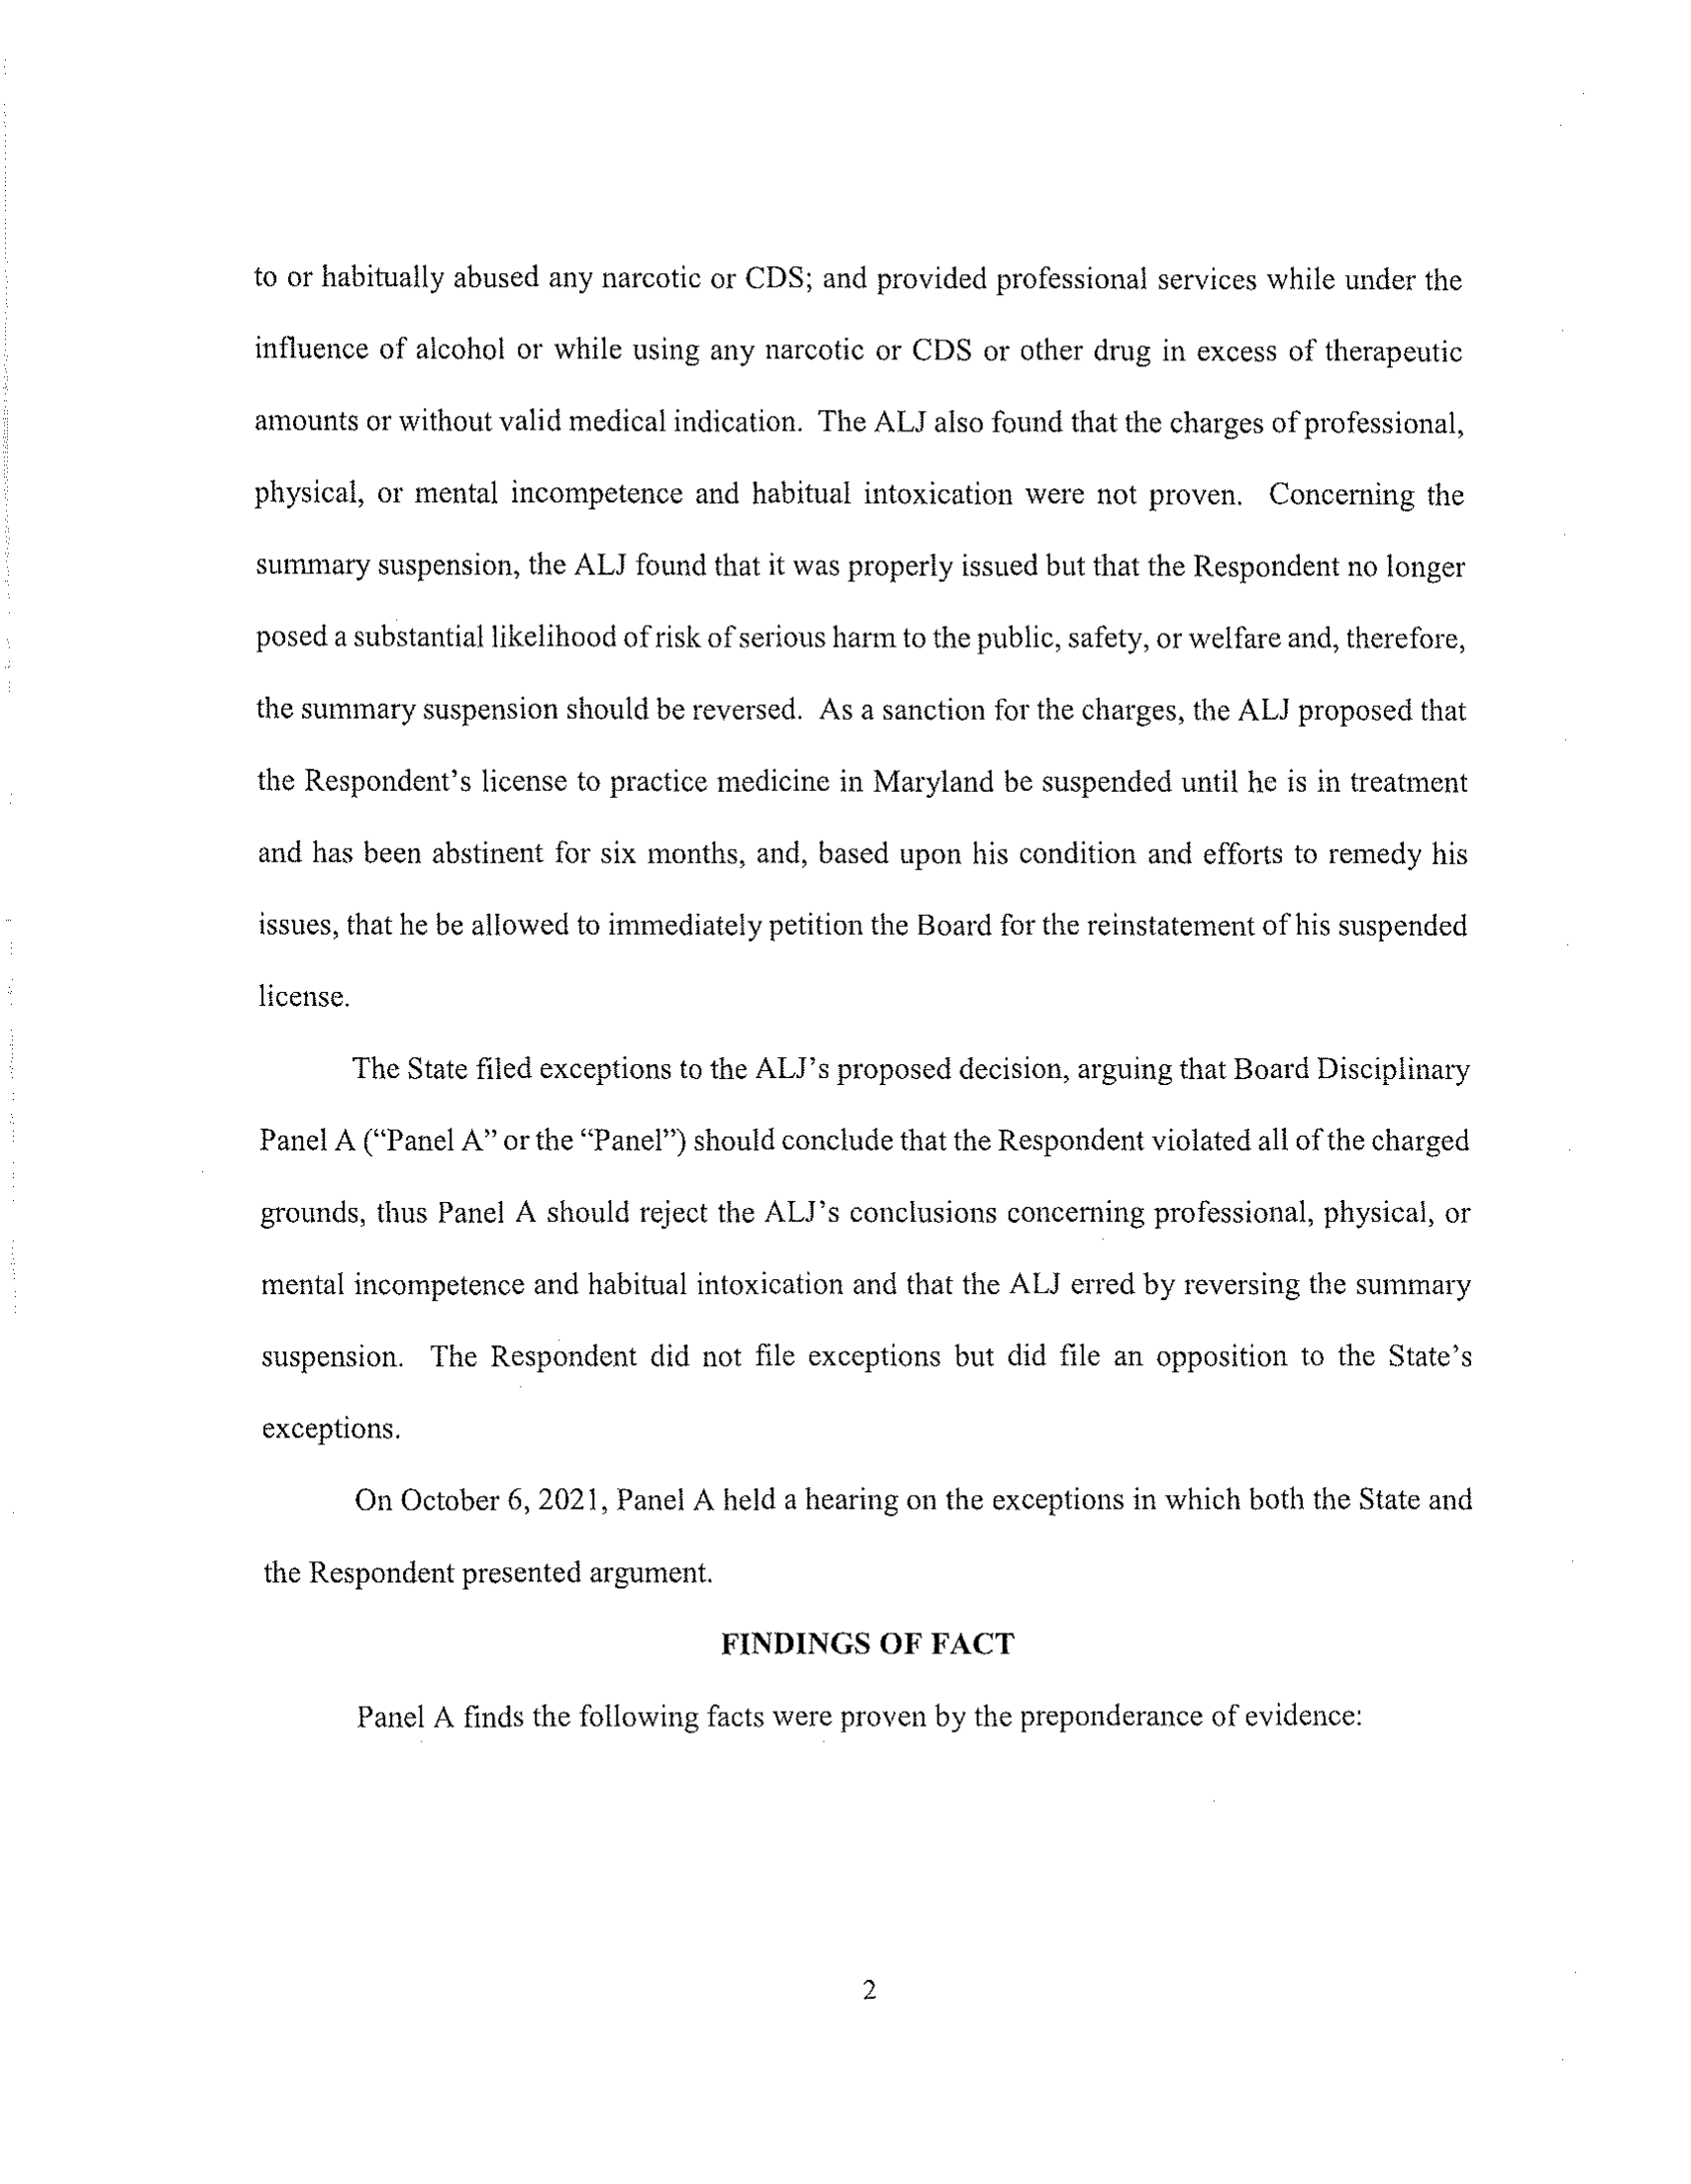 to or habitually abused any narcotic or CDS; and provided professional services while under the
influence of alcohol or while using any narcotic or CDS or other drug in excess of therapeutic
amounts or without valid medical indication. The ALJ also found that the charges of professional,
physical, or mental incompetence and habitual intoxication were not proven. Concerning the
summary suspension, the ALJ found that it was properly issued but that the Respondent no longer
posed a substantial likelihood of risk of serious harm to the public, safety, or welfare and, therefore,
the summary suspension should be reversed. As a sanction for the charges, the ALJ proposed that
the Respondent’s license to practice medicine in Maryland be suspended until he is in treatment
and has been abstinent for six months, and, based upon his condition and efforts to remedy his
issues, that he be allowed to immediately petition the Board for the reinstatement of his suspended
license.
The State filed exceptions to the ALJ’s proposed decision, arguing that Board Disciplinary
Panel A (“Panel A” or the “Panel”) should conclude that the Respondent violated all of the charged
grounds, thus Panel A should reject the ALJ’s conclusions concerning professional, physical, or
mental incompetence and habitual intoxication and that the ALJ erred by reversing the summary
suspension. The Respondent did not file exceptions but did file an opposition to the State’s
exceptions.
On October 6, 2021, Panel A held a hearing on the exceptions in which both the State and
the Respondent presented argument.
FINDINGS OF FACT
Panel A finds the following facts were proven by the preponderance of evidence:
2